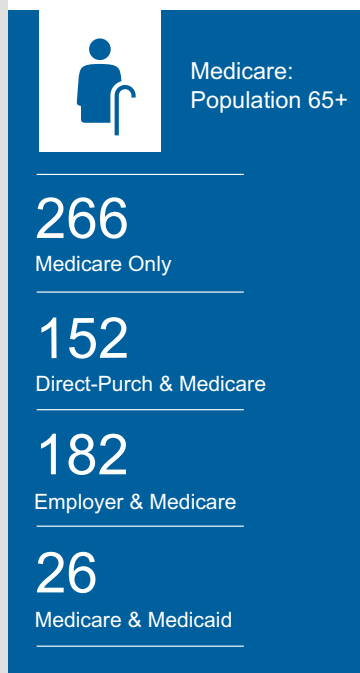 Medicare:
Population 65+
266
Medicare Only
152
Direct-Purch & Medicare
182
Employer & Medicare
26
Medicare & Medicaid